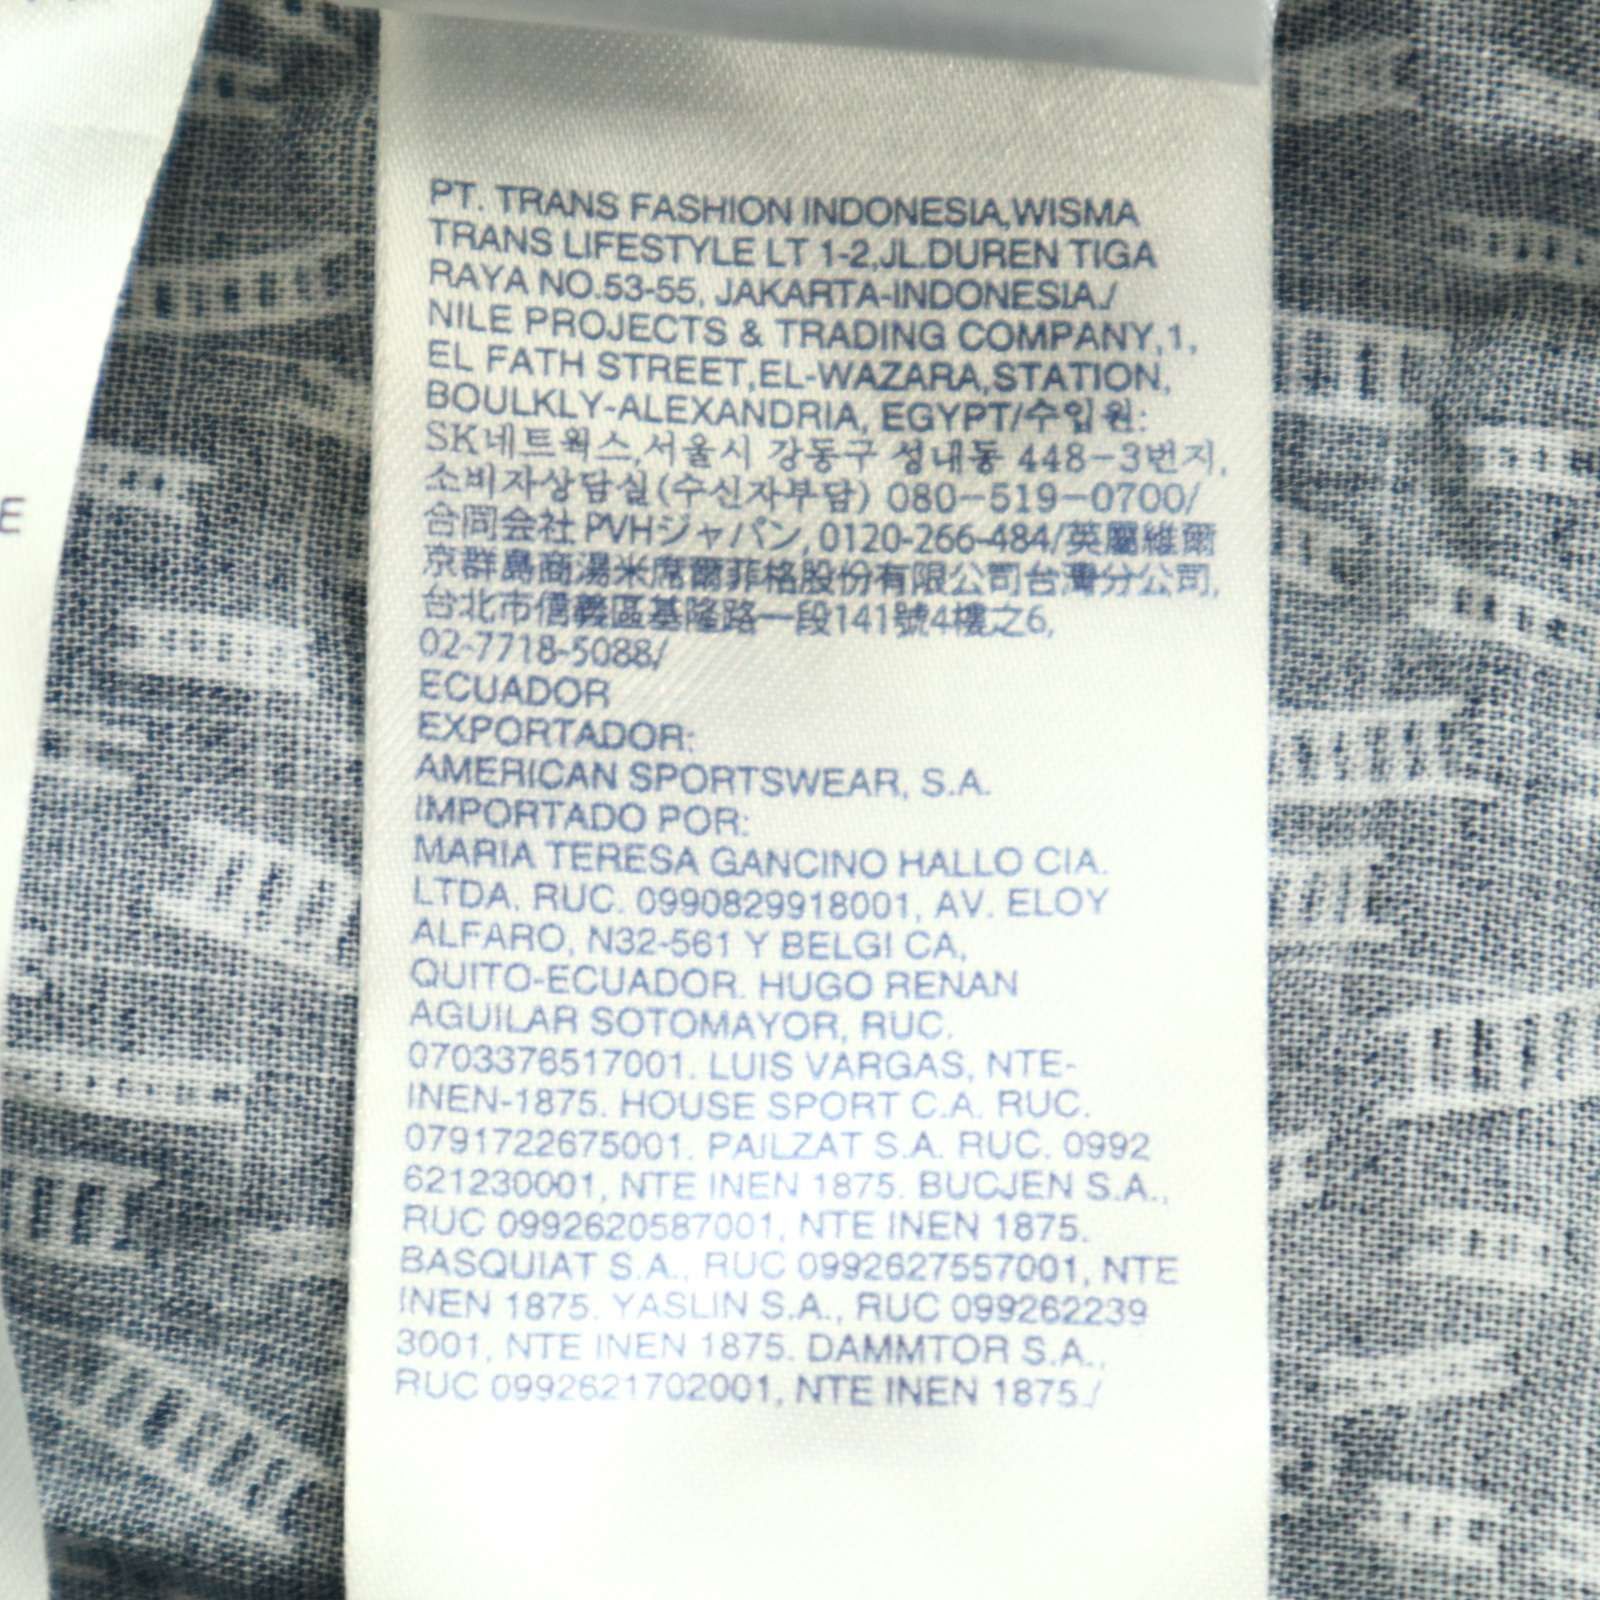 PT. TRANS FASHION INDONESIA,WISMA
TRANS LIFESTYLE LT 1-2,JL.DUREN TIGA
RAYA NO.53-55, JAKARTA-INDONESIA./
NILE PROJECTS & TRADING COMPANY,1,
EL FATH STREET,EL-WAZARA,STATION,
BOULKLY-ALEXANDRIA, EGYPT/수입원:
SK네트웍스,서울시 강동구 성내동 448-3번지,
소비자상담실(수신자부담) 080-519-0700/
合同会社 PVHジャパン, 0120-266-484/英屬維爾
京群島商湯米席爾菲格股份有限公司台灣分公司,
台北市信義區基隆路一段141號4樓之6,
02-7718-5088/
ECUADOR
EXPORTADOR:
AMERICAN SPORTSWEAR, S.A.
IMPORTADO POR:
MARIA TERESA GANCINO HALLO CIA.
LTDA. RUC. 0990829918001, AV. ELOY
ALFARO, N32-561 Y BELGI CA,
QUITO-ECUADOR. HUGO RENAN
AGUILAR SOTOMAYOR, RUC.
0703376517001. LUIS VARGAS, NTE-
INEN-1875. HOUSE SPORT C.A. RUC.
0791722675001. PAILZAT S.A. RUC. 0992
621230001, NTE INEN 1875. BUCJEN S.A.,
RUC 0992620587001, NTE INEN 1875.
BASQUIAT S.A., RUC 0992627557001, NTE
INEN 1875. YASLIN S.A., RUC 099262239
3001, NTE INEN 1875. DAMMTOR S.A.,
RUC 0992621702001, NTE INEN 1875./
E